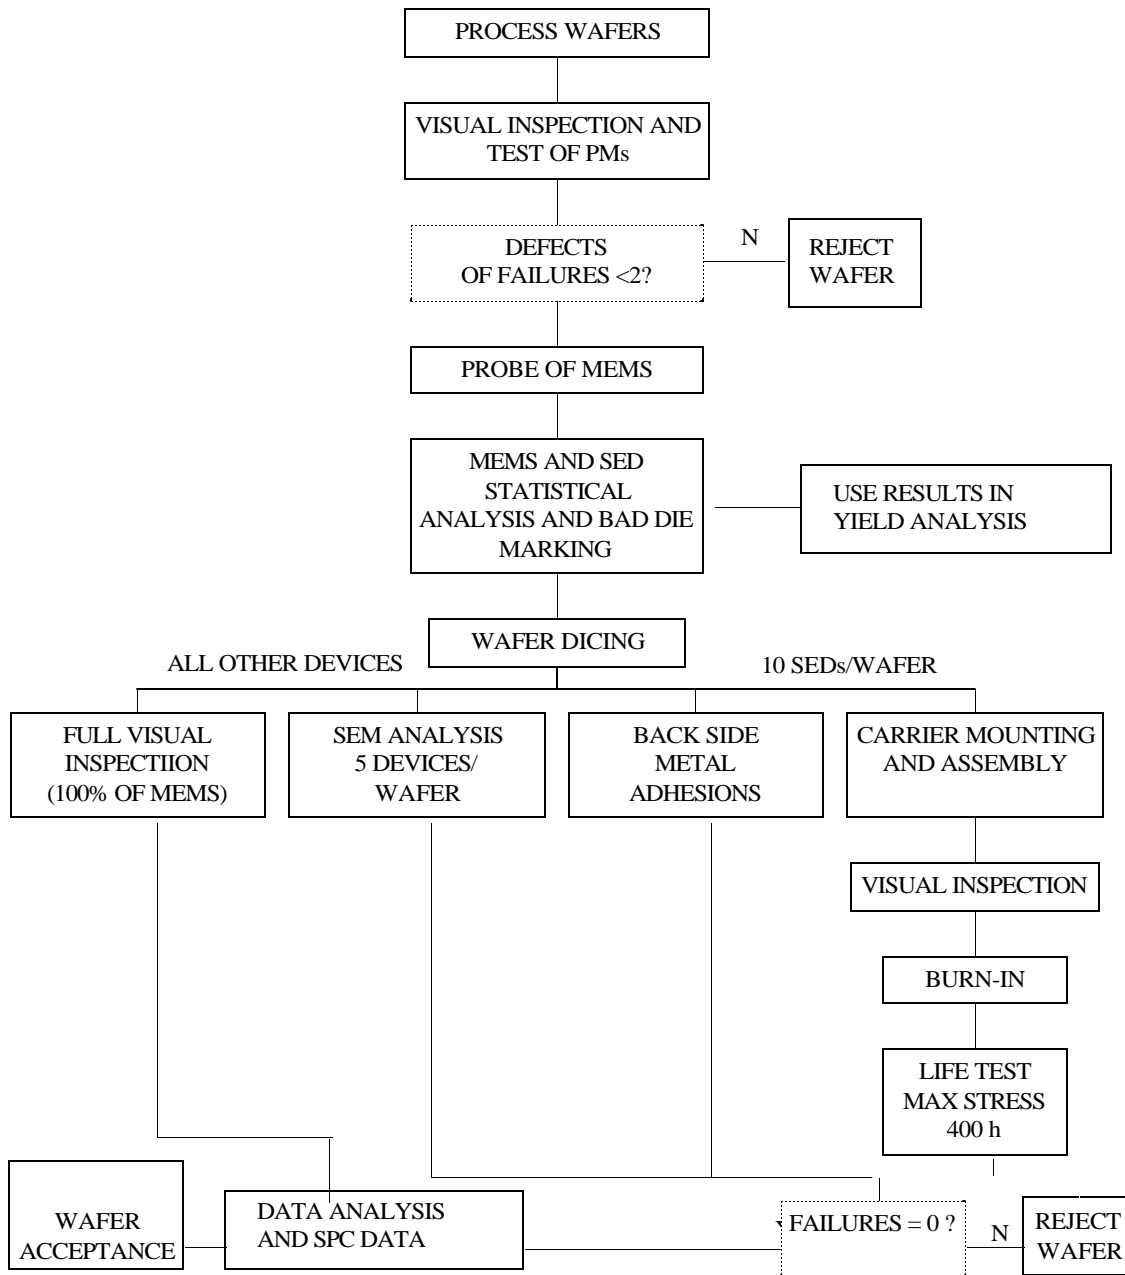 PROCESS WAFERS
VISUAL INSPECTION AND
TEST OF PMs
DEFECTS
OF FAILURES <2?
N
REJECT
WAFER
PROBE OF MEMS
MEMS AND SED
STATISTICAL
ANALYSIS AND BAD DIE
MARKING
USE RESULTS IN
YIELD ANALYSIS
WAFER DICING
ALL OTHER DEVICES
10 SEDs/WAFER
FULL VISUAL
INSPECTIION
(100% OF MEMS)
SEM ANALYSIS
5 DEVICES/
WAFER
BACK SIDE
METAL
ADHESIONS
CARRIER MOUNTING
AND ASSEMBLY
VISUAL INSPECTION
BURN-IN
LIFE TEST
MAX STRESS
400 h
WAFER
ACCEPTANCE
DATA ANALYSIS
AND SPC DATA
FAILURES = 0 ?
N
REJECT
WAFER